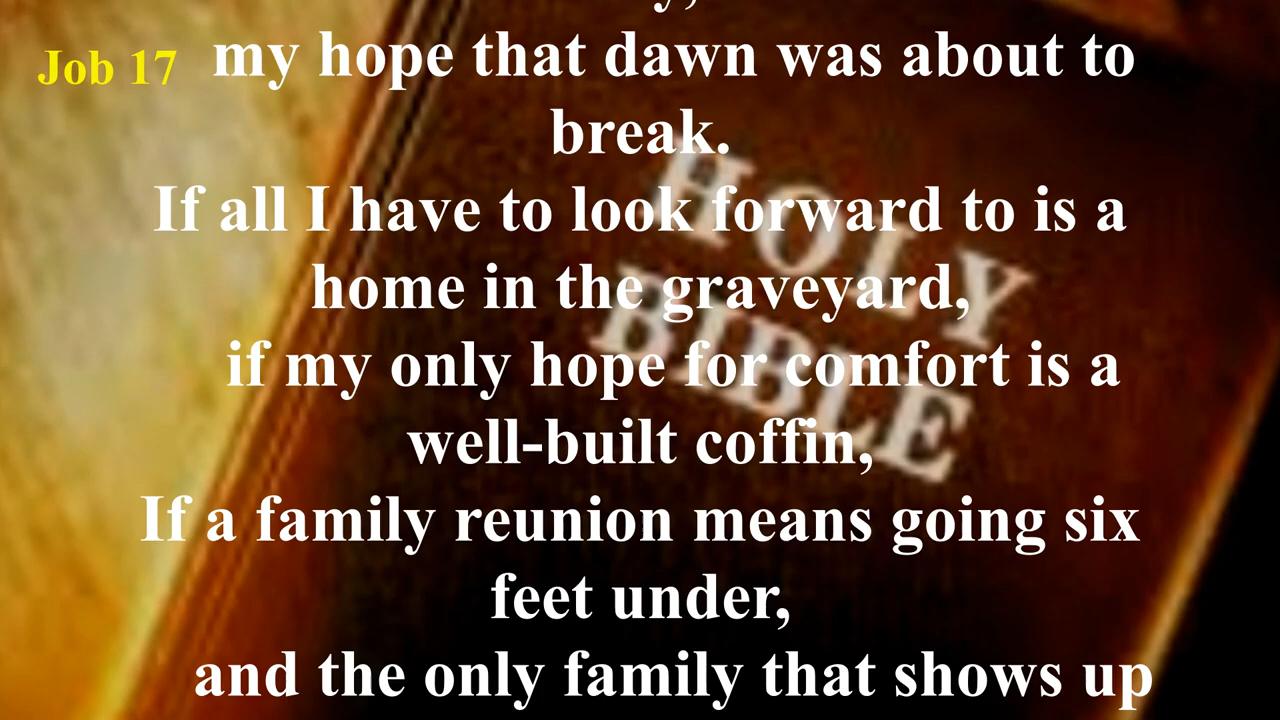 Job 17
my hope that dawn was about to
break.
If all I have to look forward to is a
home in the graveyard,
if my only hope for comfort is a
well-built coffin,
If a family reunion means going six
feet under,
and the only family that shows up
HOLY
BIBLE